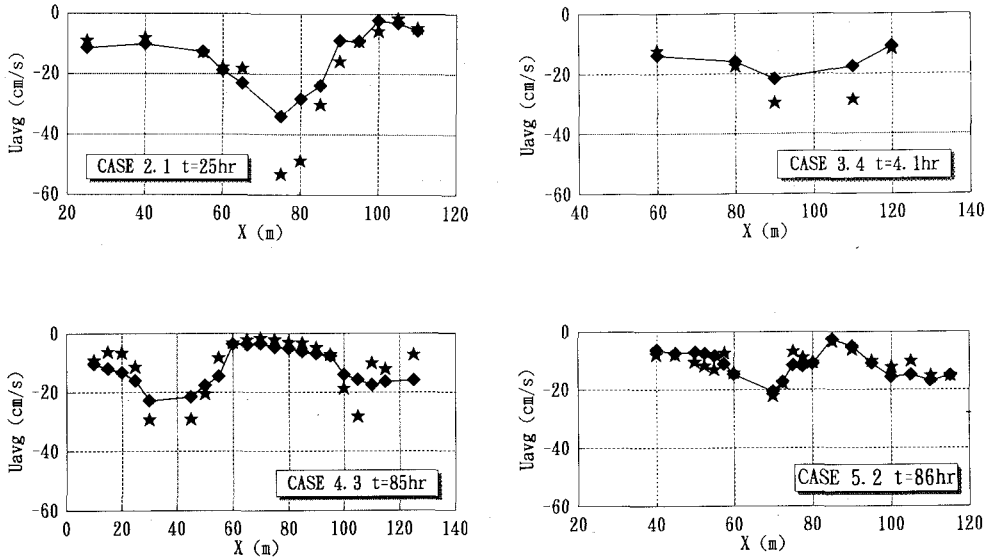 0
-20
-40
-60
Uavg (cm/s)
CASE 2.1 t=25hr
20 40 60 80 100 120
X (m)
0
-20
-40
-60
Uavg (cm/s)
CASE 3.4 t=4.1hr
40 60 80 100 120 140
X (m)
0
-20
-40
-60
Uavg (cm/s)
CASE 4.3 t=85hr
0 20 40 60 80 100 120 140
X (m)
0
-20
-40
-60
Uavg (cm/s)
CASE 5.2 t=86hr
20 40 60 80 100 120
X (m)